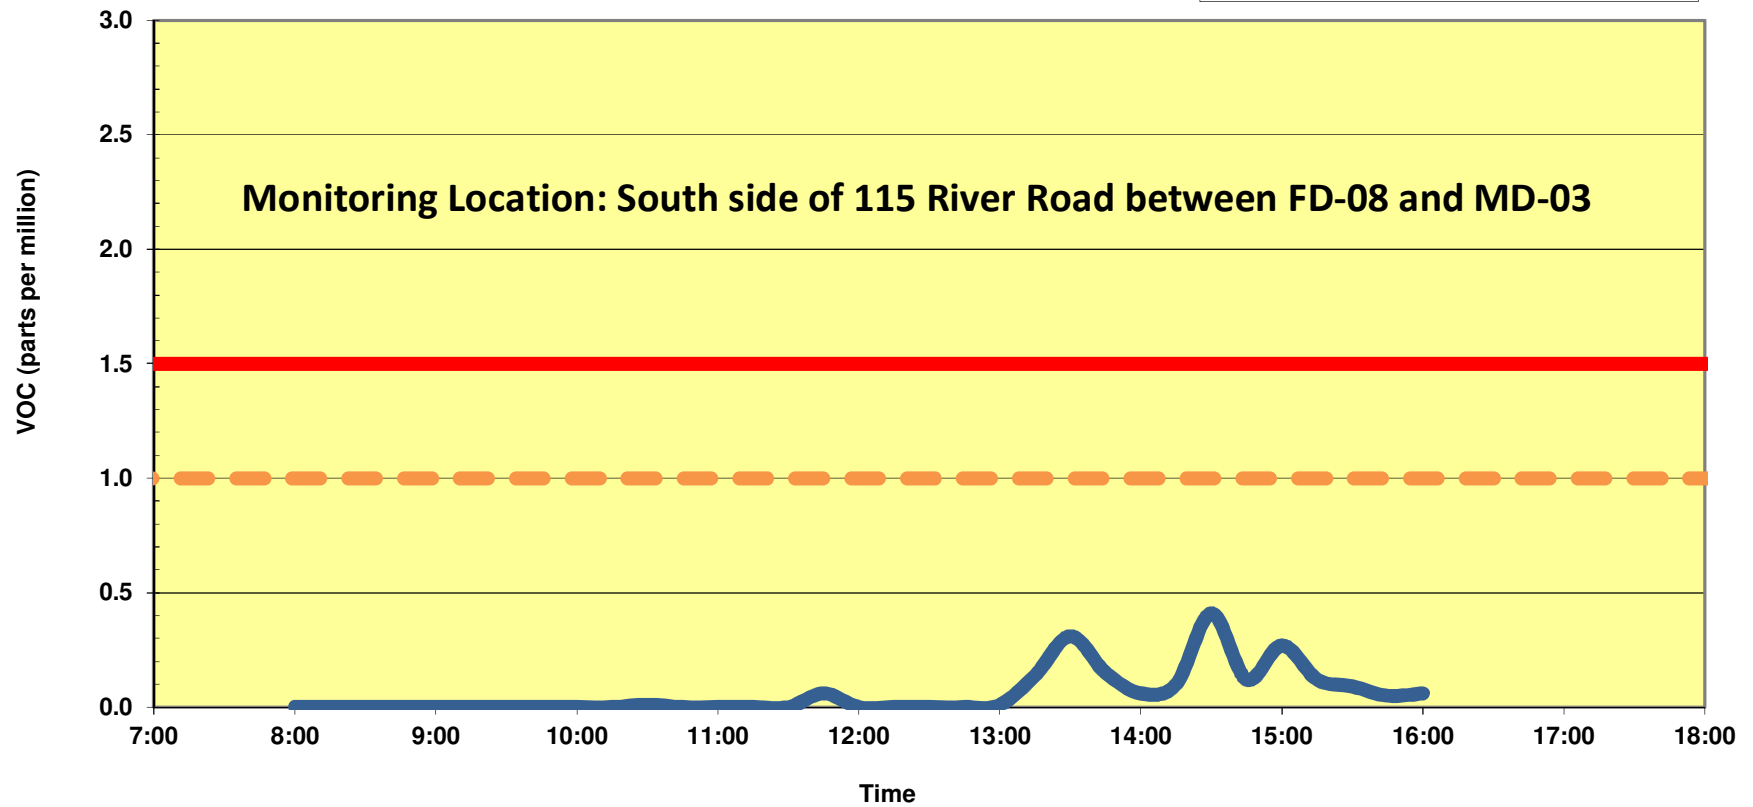 3.0
2.5
2.0
1.5
1.0
0.5
0.0
VOC (parts per million)
Monitoring Location: South side of 115 River Road between FD-08 and MD-03
7:00 8:00 9:00 10:00 11:00 12:00 13:00 14:00 15:00 16:00 17:00 18:00
Time